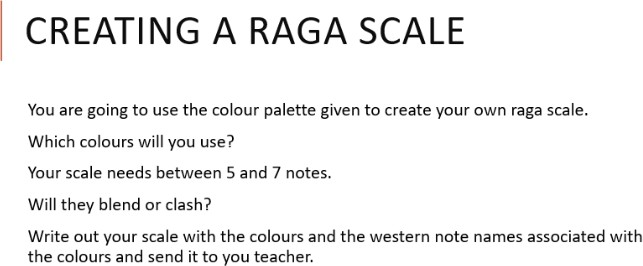 CREATING A RAGA SCALE
You are going to use the colour palette given to create your own raga scale.
Which colours will you use?
Your scale needs between 5 and 7 notes.
Will they blend or clash?
Write out your scale with the colours and the western note names associated with
the colours and send it to you teacher.